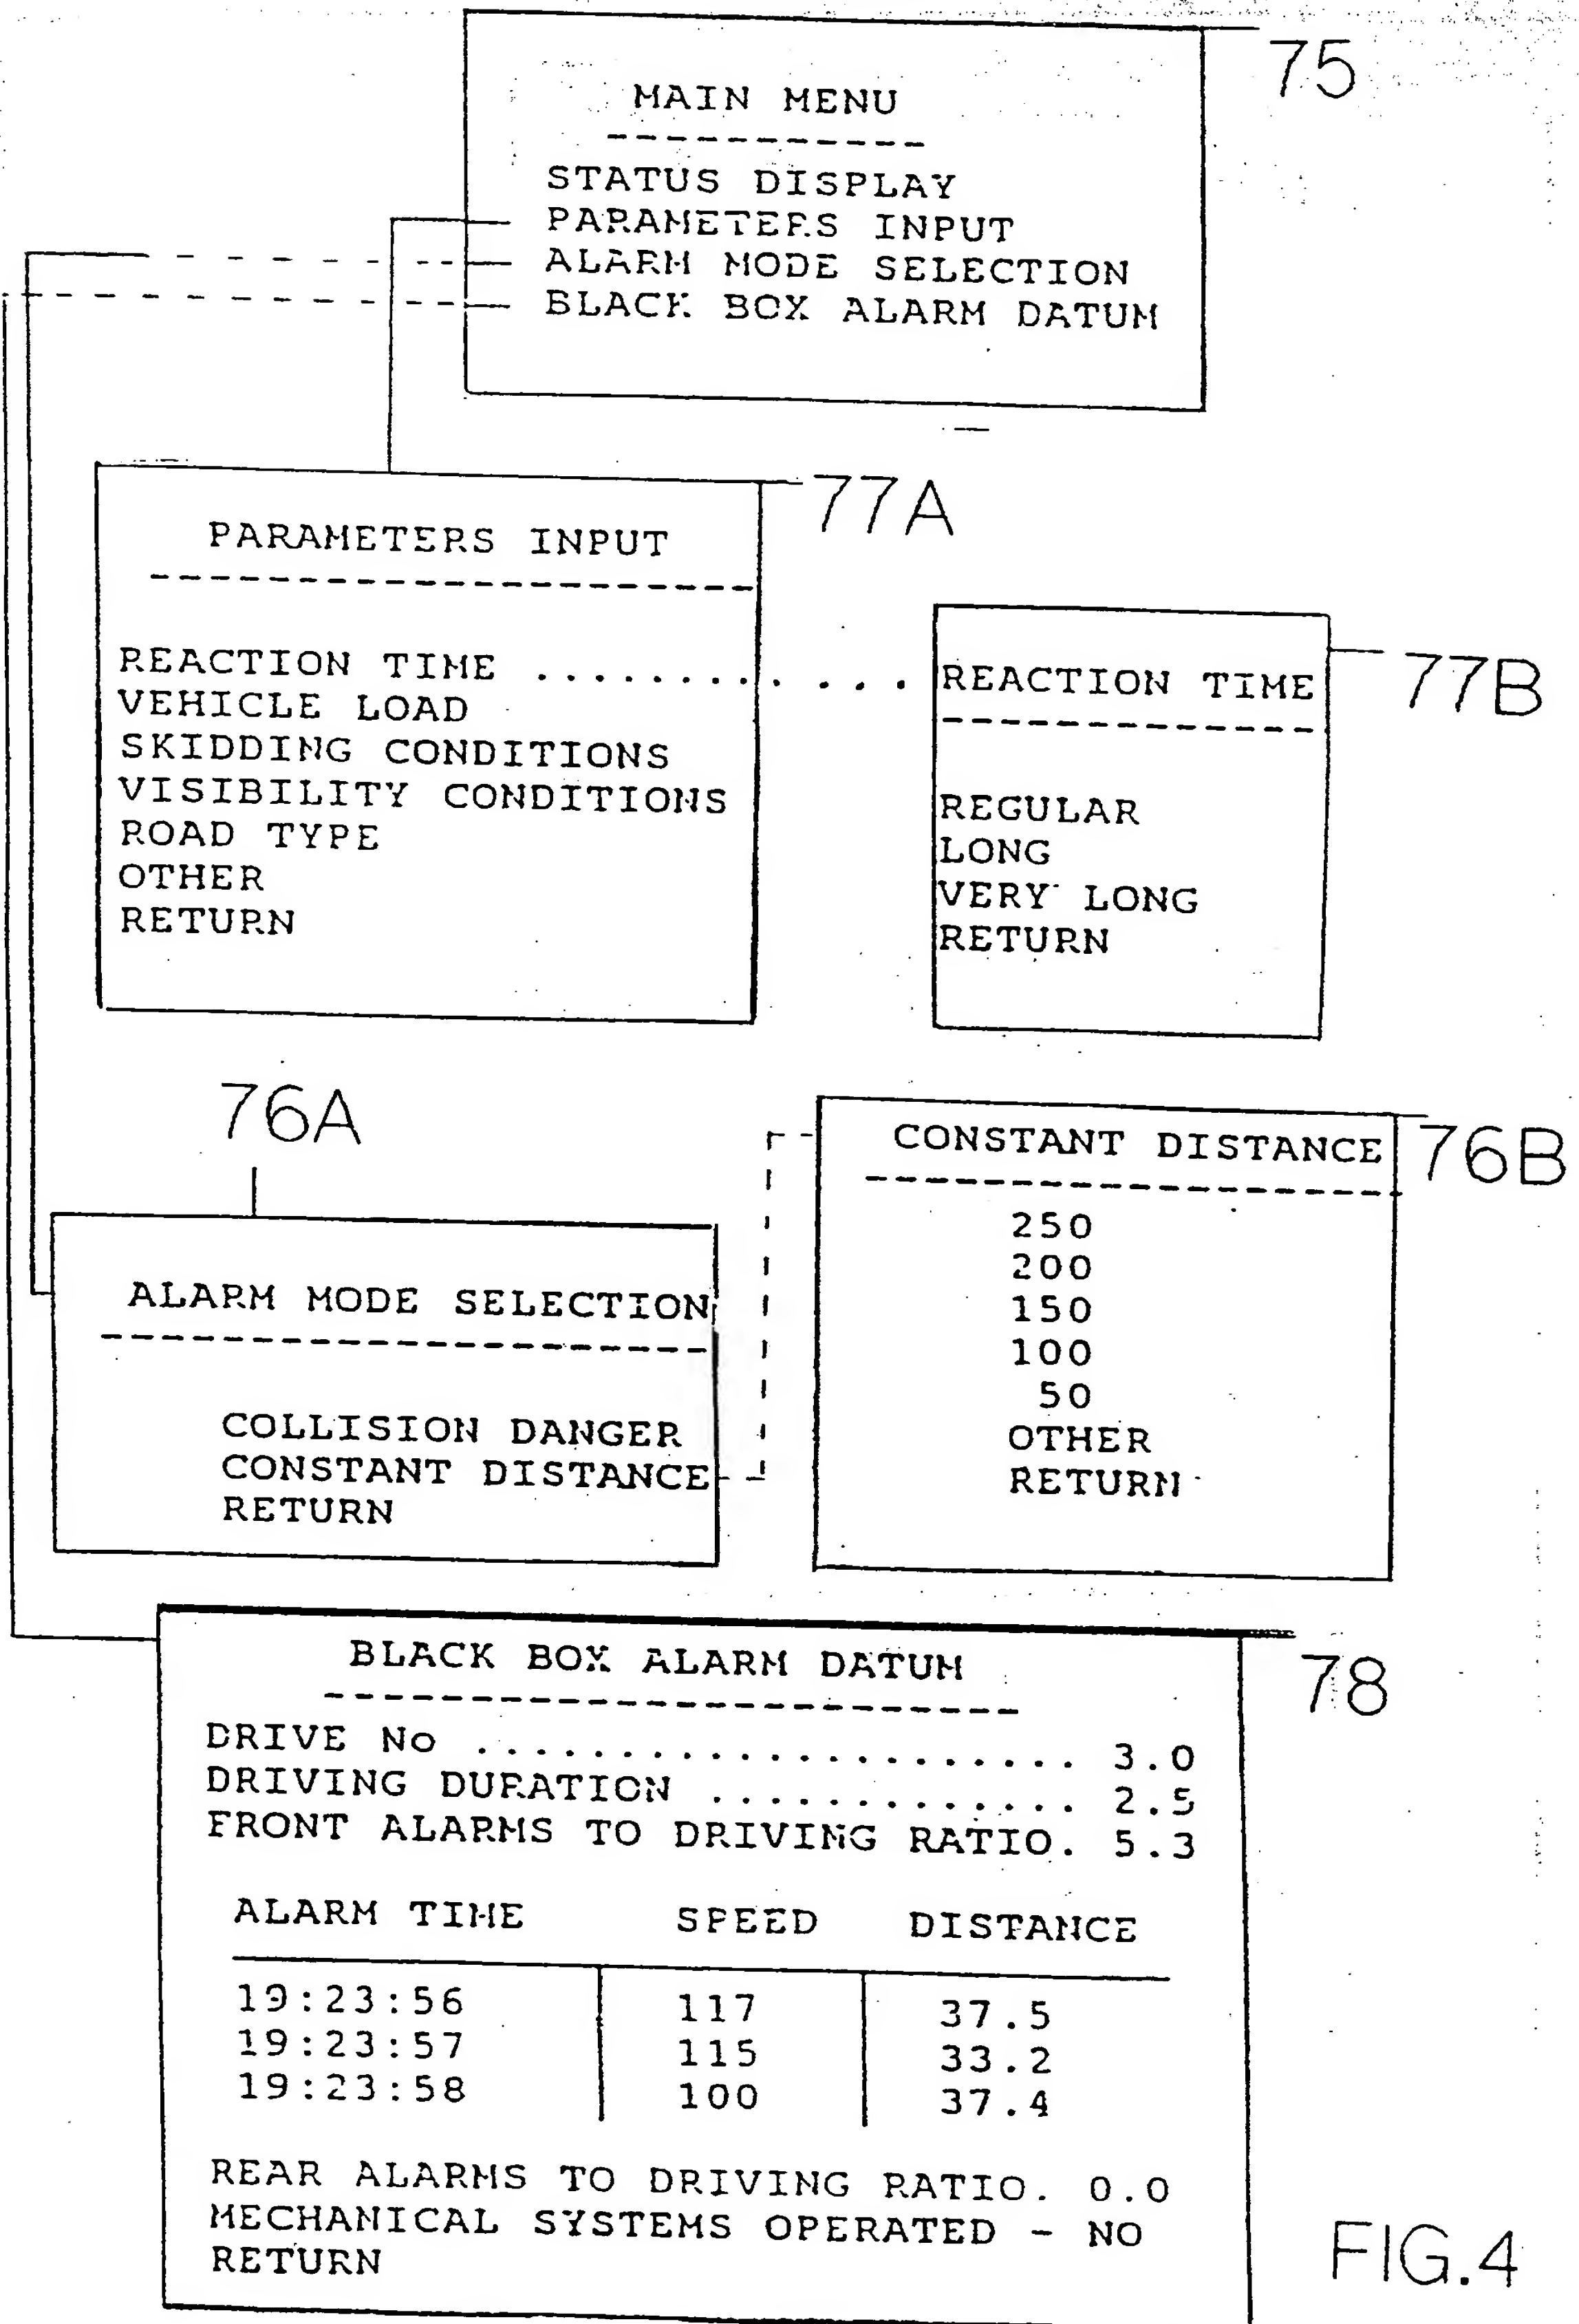 75
MAIN MENU
STATUS DISPLAY
PARAMETERS INPUT
ALARM MODE SELECTION
BLACK BOX ALARM DATUM
77A
PARAMETERS INPUT
REACTION TIME .............
VEHICLE LOAD
SKIDDING CONDITIONS
VISIBILITY CONDITIONS
ROAD TYPE
OTHER
RETURN
77B
REACTION TIME
REGULAR
LONG
VERY LONG
RETURN
76A
ALARM MODE SELECTION
COLLISION DANGER
CONSTANT DISTANCE
RETURN
76B
CONSTANT DISTANCE
250
200
150
100
50
OTHER
RETURN
78
BLACK BOX ALARM DATUM
DRIVE No ..................... 3.0
DRIVING DURATION ............. 2.5
FRONT ALARMS TO DRIVING RATIO. 5.3
ALARM TIME SPEED DISTANCE
19:23:56 117 37.5
19:23:57 115 33.2
19:23:58 100 37.4
REAR ALARMS TO DRIVING RATIO. 0.0
MECHANICAL SYSTEMS OPERATED - NO
RETURN
FIG.4